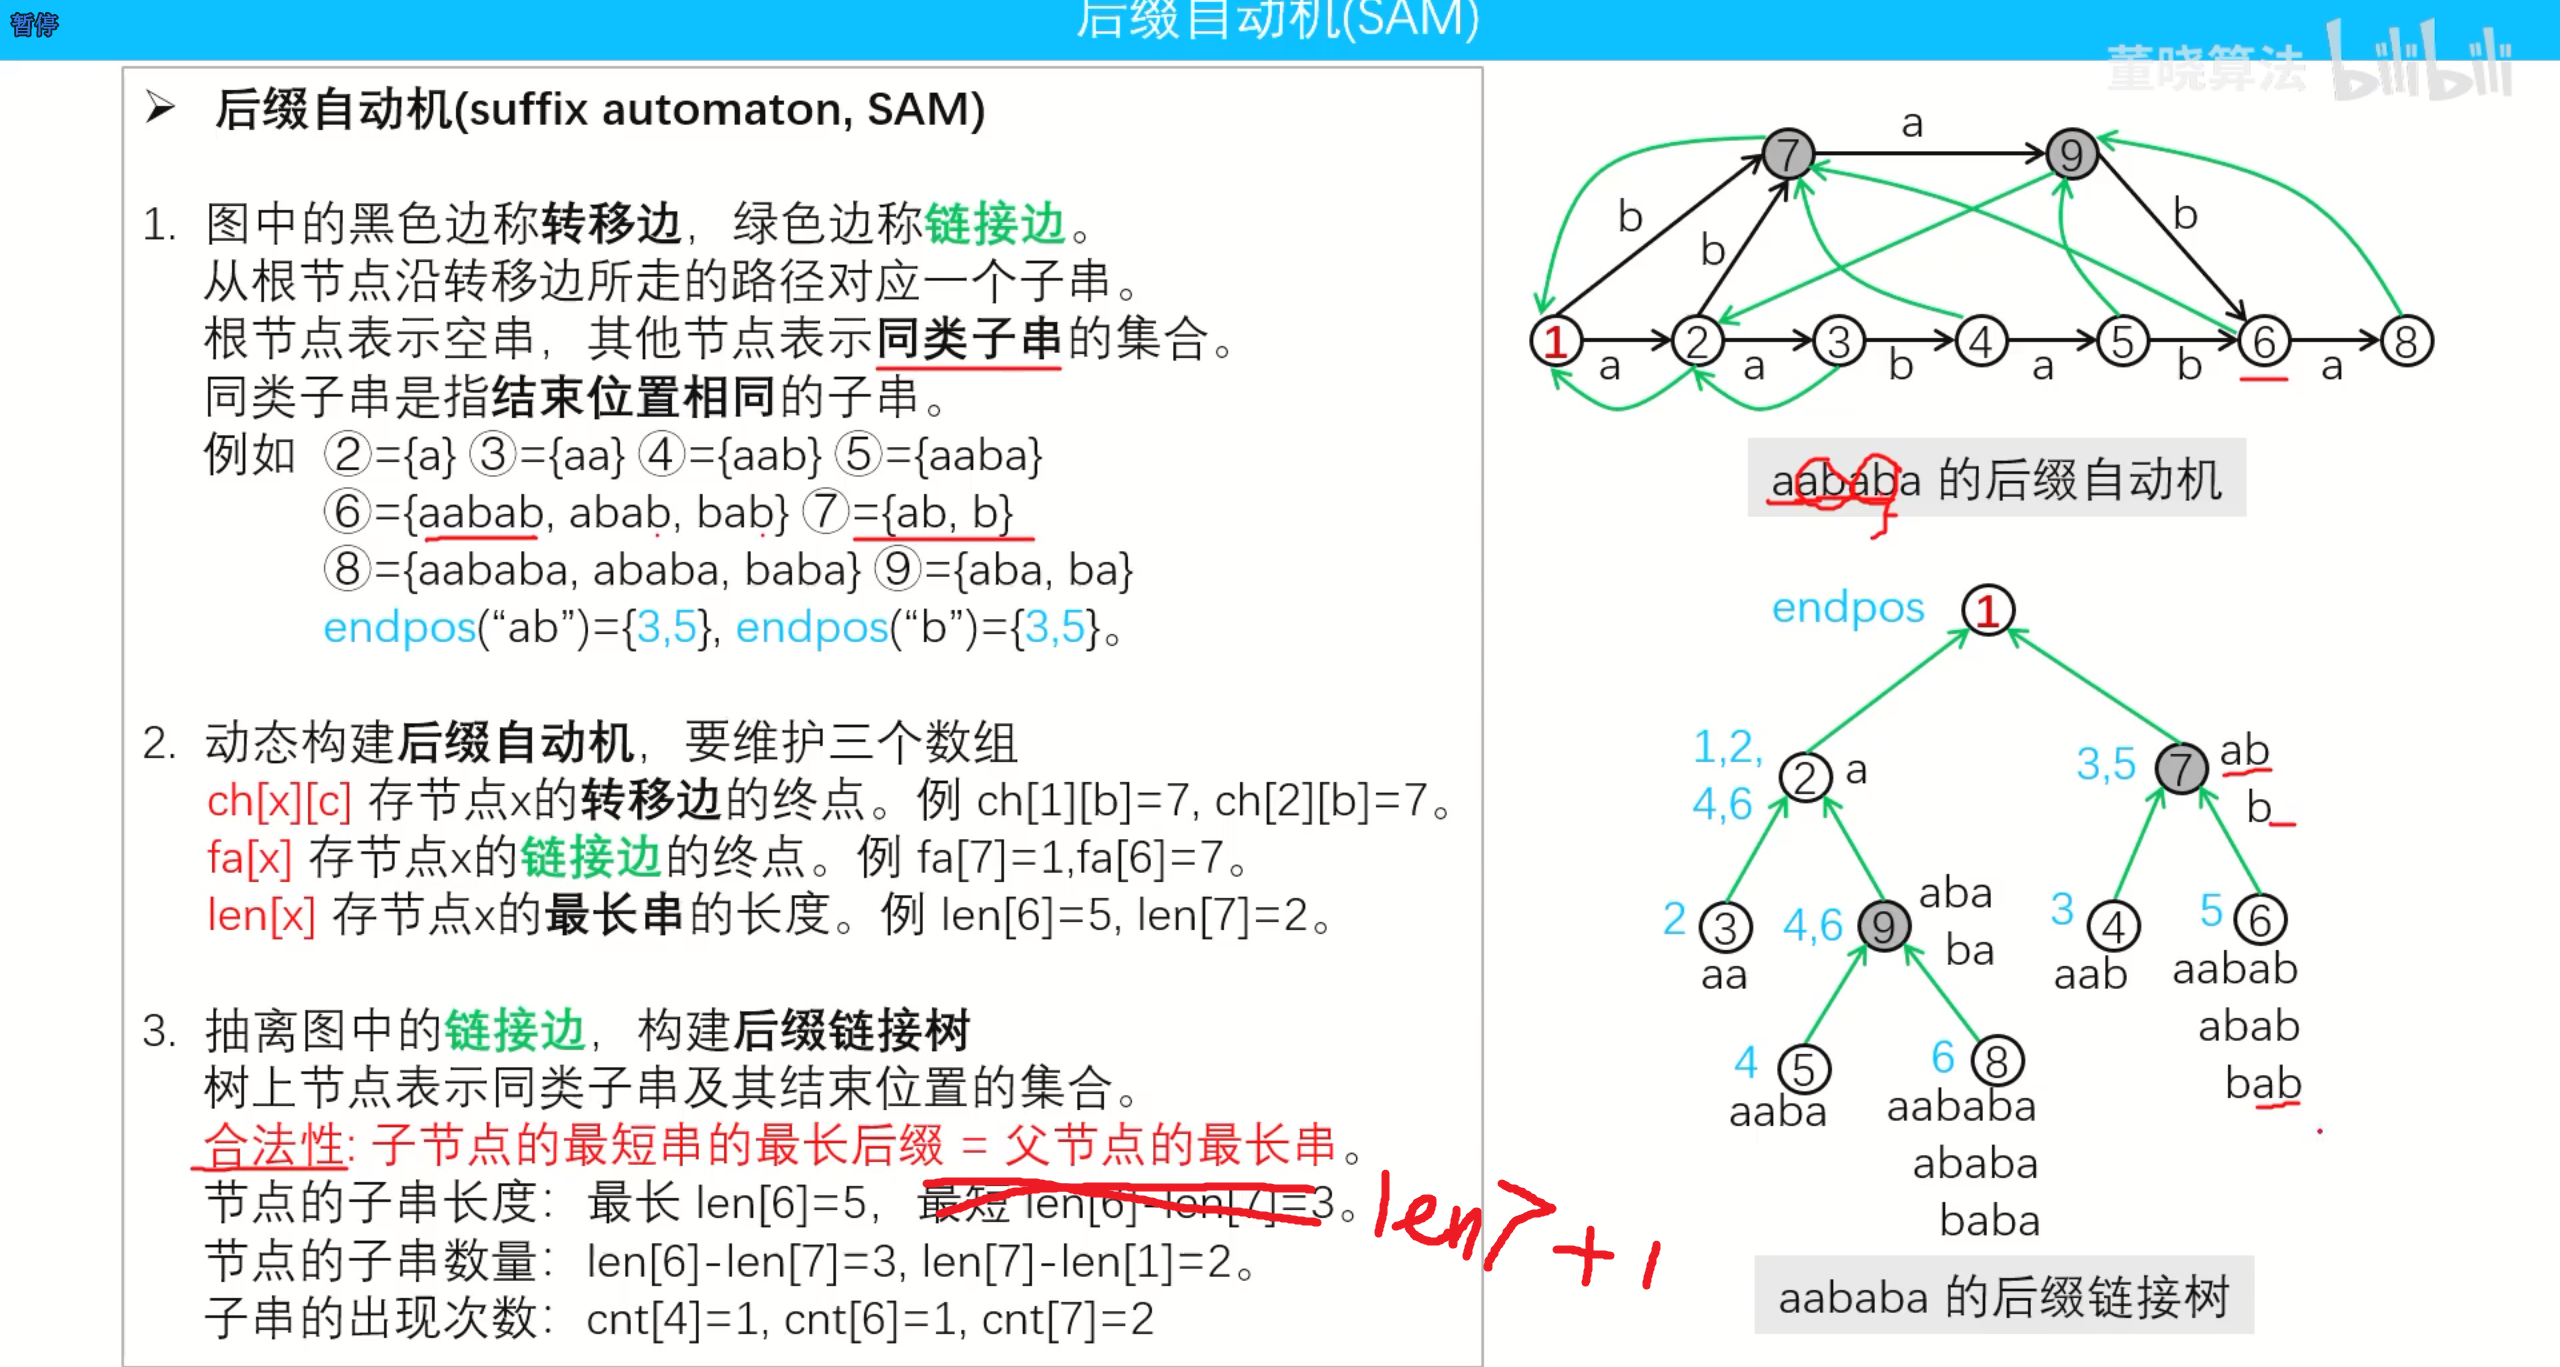 暂停
后缀自动机(SAM)
董晓算法 bilibili
➢ 后缀自动机(suffix automaton, SAM)
1. 图中的黑色边称转移边，绿色边称链接边。
从根节点沿转移边所走的路径对应一个子串。
根节点表示空串，其他节点表示同类子串的集合。
同类子串是指结束位置相同的子串。
例如 ②={a} ③={aa} ④={aab} ⑤={aaba}
⑥={aabab, abab, bab} ⑦={ab, b}
⑧={aababa, ababa, baba} ⑨={aba, ba}
endpos(“ab”)={3,5}, endpos(“b”)={3,5}。
2. 动态构建后缀自动机，要维护三个数组
ch[x][c] 存节点x的转移边的终点。例 ch[1][b]=7, ch[2][b]=7。
fa[x] 存节点x的链接边的终点。例 fa[7]=1,fa[6]=7。
len[x] 存节点x的最长串的长度。例 len[6]=5, len[7]=2。
3. 抽离图中的链接边，构建后缀链接树
树上节点表示同类子串及其结束位置的集合。
合法性: 子节点的最短串的最长后缀 = 父节点的最长串。
节点的子串长度：最长 len[6]=5，最短 len[6]-len[7]=3。
len7+1
节点的子串数量：len[6]-len[7]=3, len[7]-len[1]=2。
子串的出现次数：cnt[4]=1, cnt[6]=1, cnt[7]=2
a
7 9
b b b
1 2 3 4 5 6 8
a a b a b a
aababa 的后缀自动机
endpos 1
1,2, 2 a 3,5 7 ab
4,6 b
2 3 4,6 9 aba 3 4 5 6
aa ba aab aabab
abab
4 5 6 8 bab
aaba aababa
ababa
baba
aababa 的后缀链接树